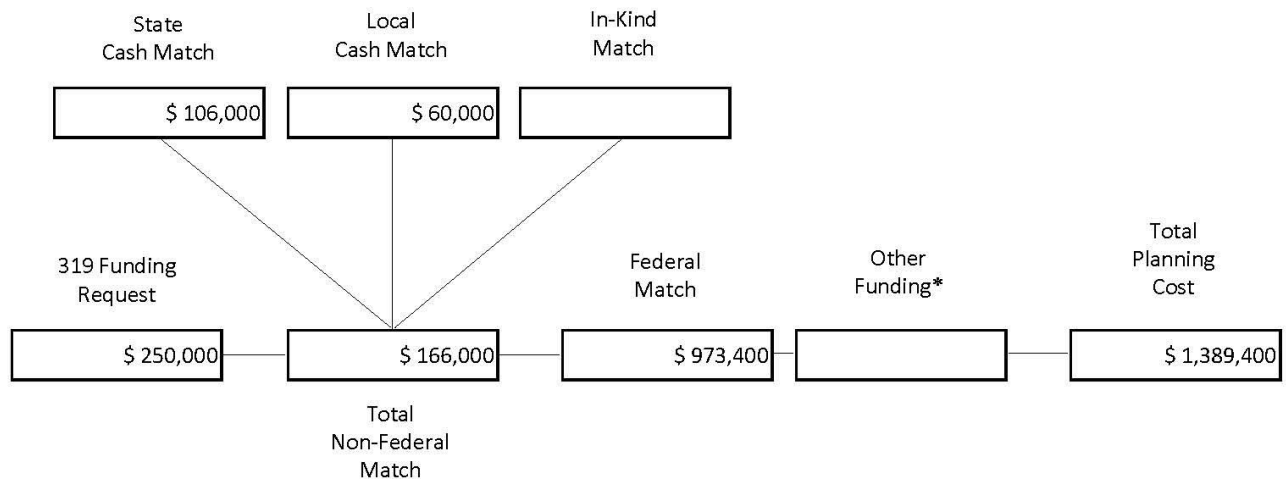 State
Cash Match
Local
Cash Match
In-Kind
Match
$ 106,000
$ 60,000
319 Funding
Request
Federal
Match
Other
Funding*
Total
Planning
Cost
$ 250,000
$ 166,000
$ 973,400
$ 1,389,400
Total
Non-Federal
Match